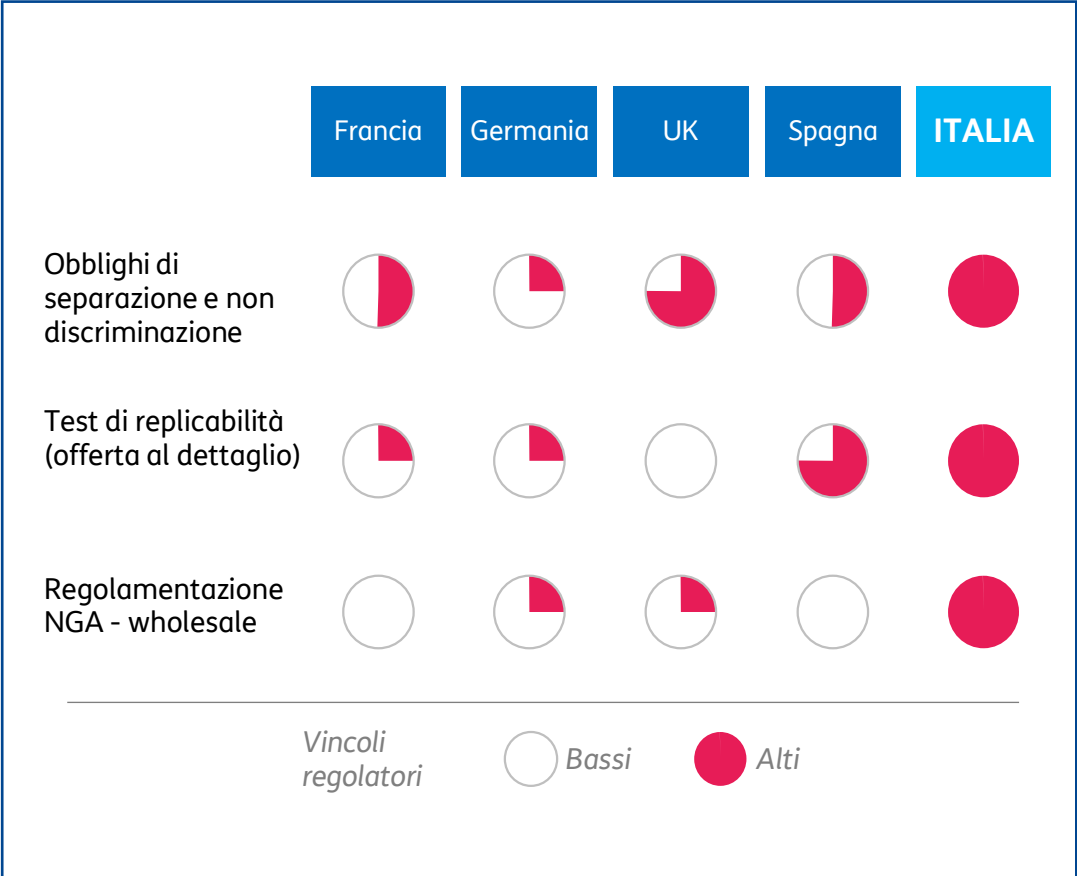 Francia
Germania
UK
Spagna
ITALIA
Obblighi di
separazione e non
discriminazione
Test di replicabilità
(offerta al dettaglio)
Regolamentazione
NGA - wholesale
Vincoli
regolatori
Bassi
Alti